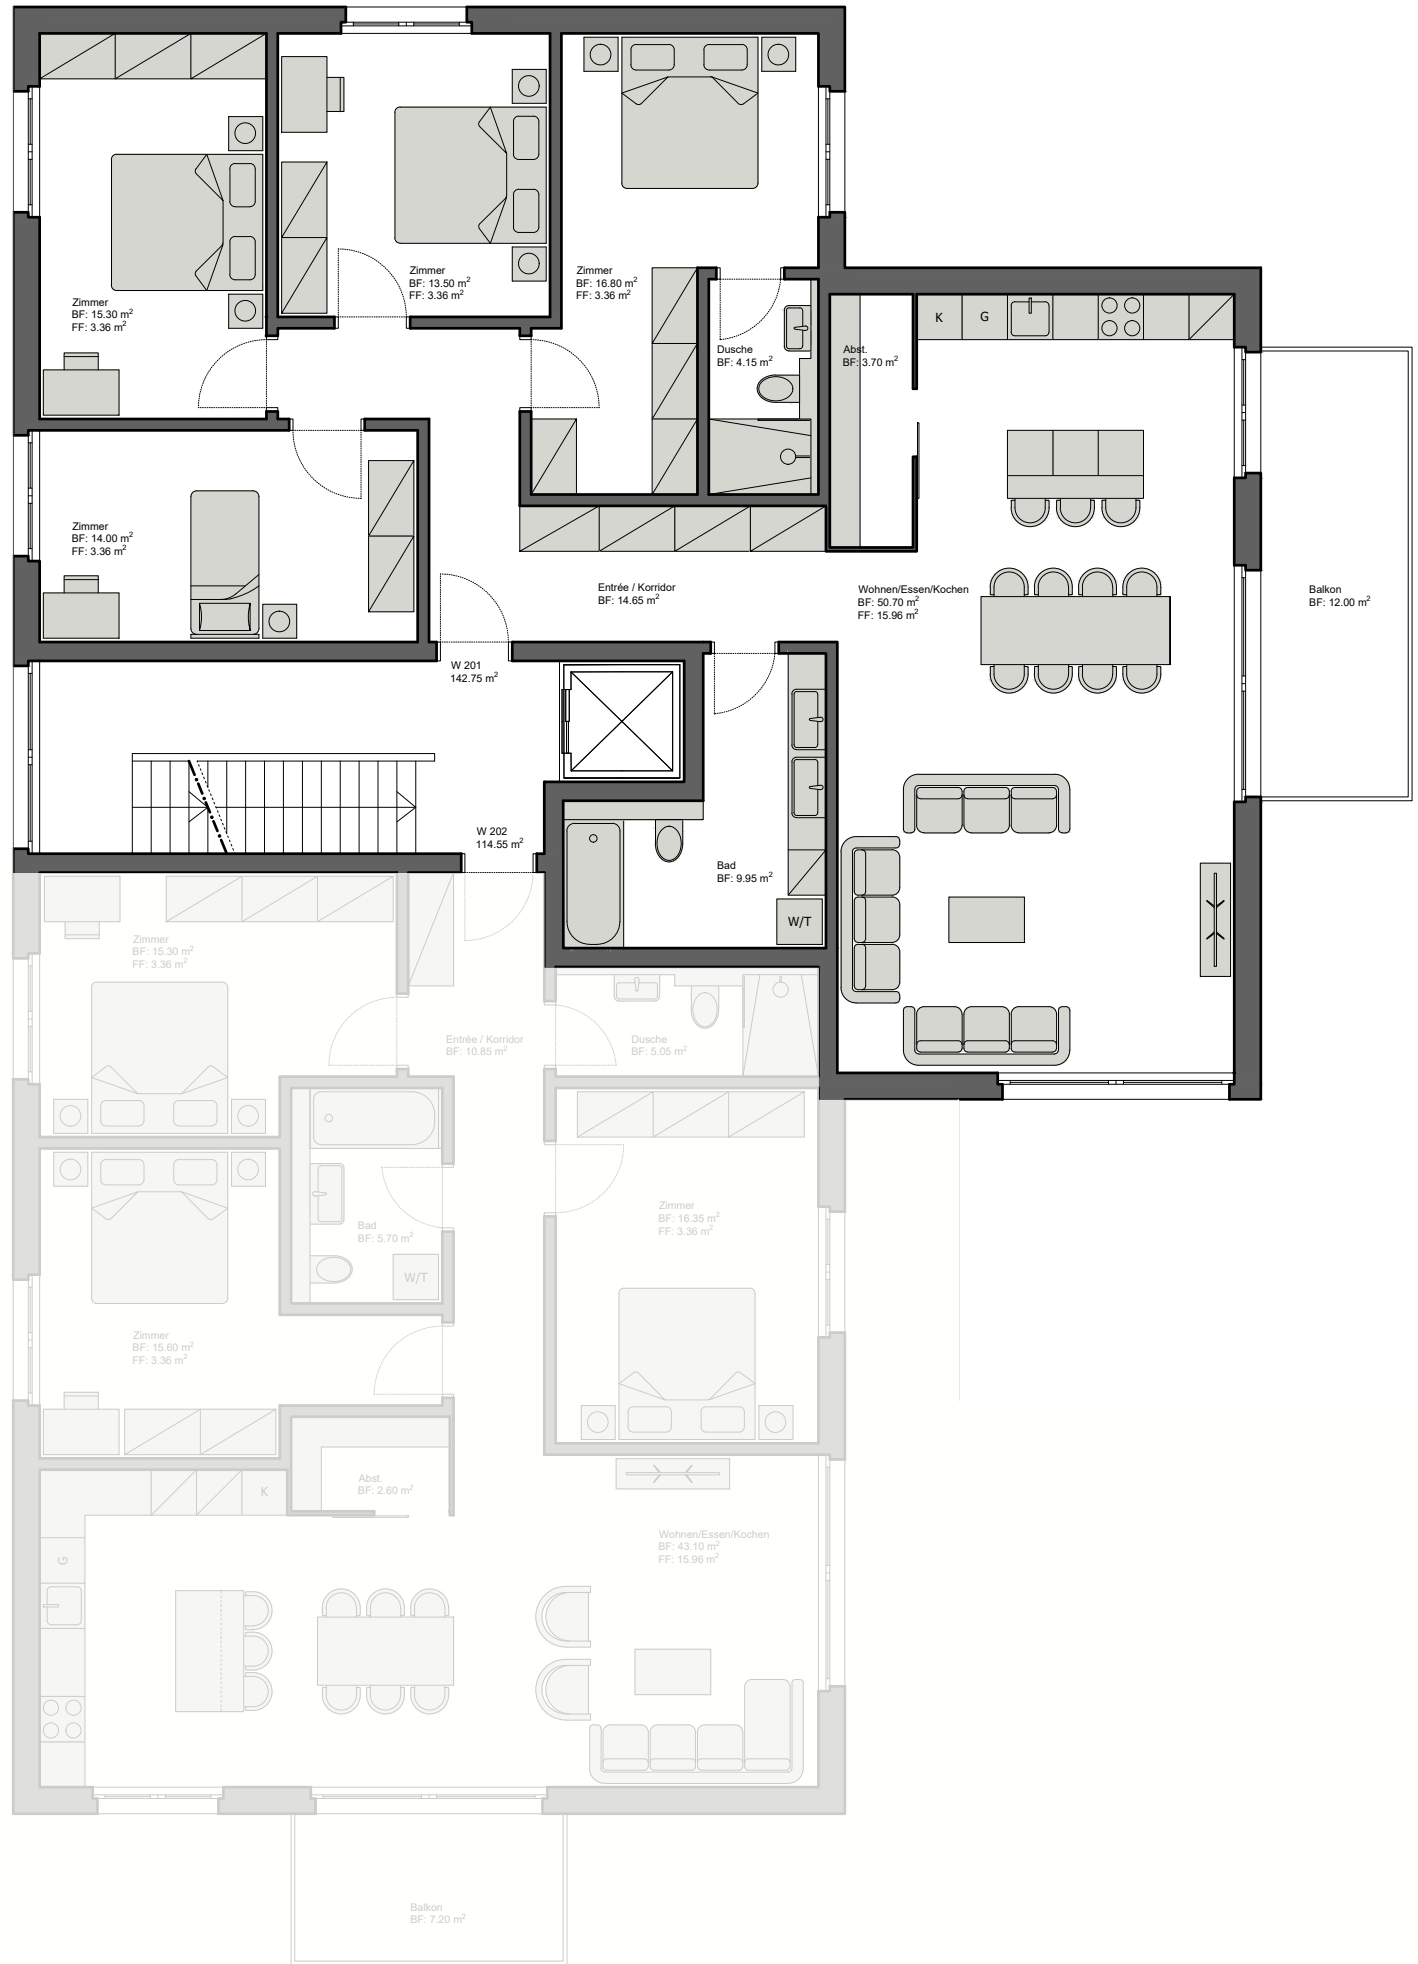 Zimmer
BF: 15.30 m²
FF: 3.36 m²
Zimmer
BF: 13.50 m²
FF: 3.36 m²
Zimmer
BF: 16.80 m²
FF: 3.36 m²
Dusche
BF: 4.15 m²
Abst.
BF: 3.70 m²
K
G
Zimmer
BF: 14.00 m²
FF: 3.36 m²
Entrée / Korridor
BF: 14.65 m²
Wohnen/Essen/Kochen
BF: 50.70 m²
FF: 15.96 m²
Balkon
BF: 12.00 m²
W 201
142.75 m²
W 202
114.55 m²
Bad
BF: 9.95 m²
W/T
Zimmer
BF: 15.30 m²
FF: 3.36 m²
Entrée / Korridor
BF: 10.85 m²
Dusche
BF: 5.05 m²
Bad
BF: 5.70 m²
W/T
Zimmer
BF: 16.35 m²
FF: 3.36 m²
Zimmer
BF: 15.60 m²
FF: 3.36 m²
Abst.
BF: 2.60 m²
K
G
Wohnen/Essen/Kochen
BF: 43.10 m²
FF: 15.96 m²
Balkon
BF: 7.20 m²